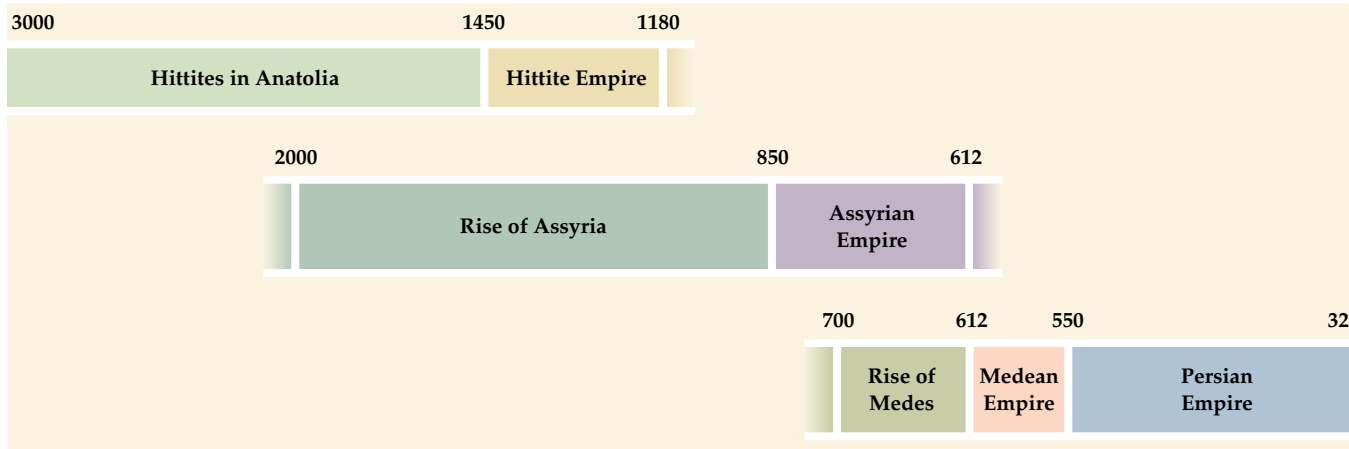 3000 1450 1180
Hittites in Anatolia Hittite Empire
2000 850 612
Rise of Assyria Assyrian
Empire
700 612 550 32
Rise of Medean Persian
Medes Empire Empire